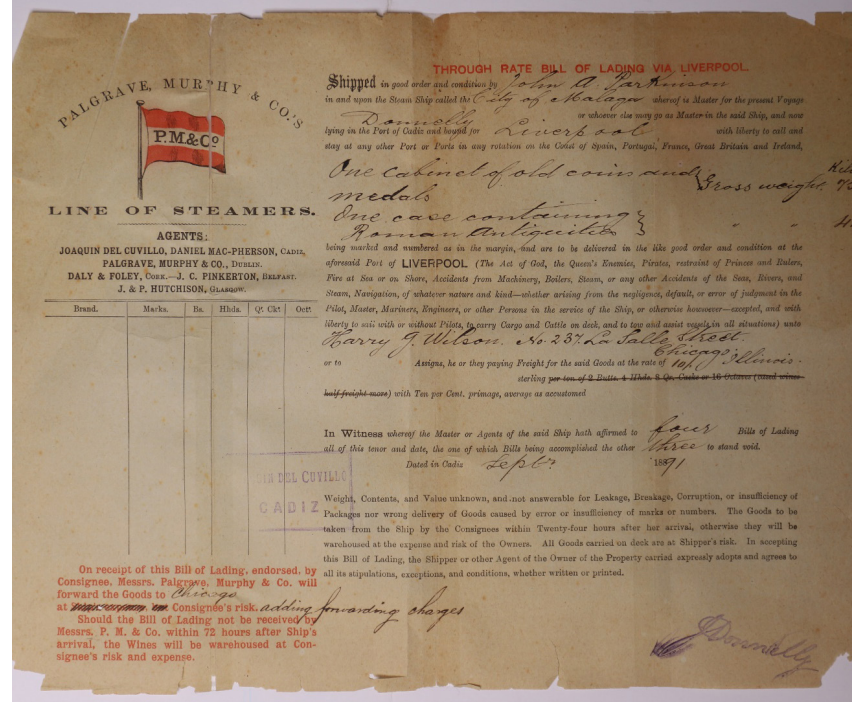 PALGRAVE, MURPHY & CO.'S
P.M.& Cº
LINE OF STEAMERS.
AGENTS:
JOAQUIN DEL CUVILLO, DANIEL MAC-PHERSON, CADIZ,
PALGRAVE, MURPHY & CO., DUBLIN.
DALY & FOLEY, CORK.—J. C. PINKERTON, BELFAST.
J. & P. HUTCHISON, GLASGOW.
Brand. Marks. Bs. Hhds. Qr. Cks Octs.
DEL CUVILLO
CADIZ
On receipt of this Bill of Lading, endorsed, by
Consignee, Messrs. Palgrave, Murphy & Co. will
forward the Goods to Chicago
at Consignee's risk. adding forwarding charges
Should the Bill of Lading not be received by
Messrs. P. M. & Co. within 72 hours after Ship's
arrival, the Wines will be warehoused at Con-
signee's risk and expense.
THROUGH RATE BILL OF LADING VIA LIVERPOOL.
Shipped in good order and condition by John A. Parkinson
in and upon the Steam Ship called the City of Malaga whereof is Master for the present Voyage
Donnelly or whoever else may go as Master in the said Ship, and now
lying in the Port of Cadiz and bound for Liverpool with liberty to call and
stay at any other Port or Ports in any rotation on the Coast of Spain, Portugal, France, Great Britain and Ireland,
One cabinet of old coins and } Gross weight.
medals
One case containing } " "
Roman Antiquities
being marked and numbered as in the margin, and are to be delivered in the like good order and condition at the
aforesaid Port of LIVERPOOL (The Act of God, the Queen's Enemies, Pirates, restraint of Princes and Rulers,
Fire at Sea or on Shore, Accidents from Machinery, Boilers, Steam, or any other Accidents of the Seas, Rivers, and
Steam, Navigation, of whatever nature and kind—whether arising from the negligence, default, or error of judgment in the
Pilot, Master, Mariners, Engineers, or other Persons in the service of the Ship, or otherwise howsoever—excepted, and with
liberty to sail with or without Pilots, to carry Cargo and Cattle on deck, and to tow and assist vessels in all situations) unto
Harry G. Wilson. No. 237 La Salle Street.
Chicago
or to Assigns, he or they paying Freight for the said Goods at the rate of 10/. Illinois.
sterling per ton of 2 Butts. 4 Hhds. 8 Qr. Casks or 16 Octaves (cased wines
half freight more) with Ten per Cent. primage, average as accustomed
In Witness whereof the Master or Agents of the said Ship hath affirmed to four Bills of Lading
all of this tenor and date, the one of which Bills being accomplished the other three to stand void.
Dated in Cadiz Septr. 1891
Weight, Contents, and Value unknown, and not answerable for Leakage, Breakage, Corruption, or insufficiency of
Packages nor wrong delivery of Goods caused by error or insufficiency of marks or numbers. The Goods to be
taken from the Ship by the Consignees within Twenty-four hours after her arrival, otherwise they will be
warehoused at the expense and risk of the Owners. All Goods carried on deck are at Shipper's risk. In accepting
this Bill of Lading, the Shipper or other Agent of the Owner of the Property carried expressly adopts and agrees to
all its stipulations, exceptions, and conditions, whether written or printed.
Donnelly